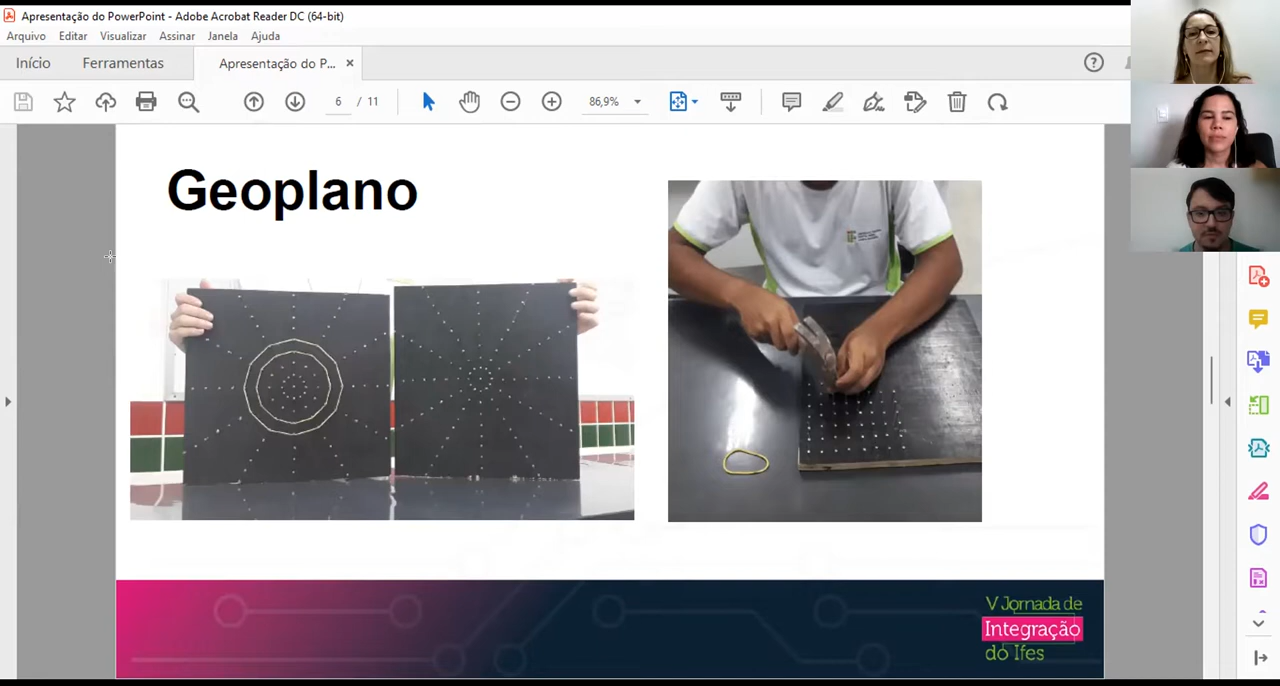 Apresentação do PowerPoint - Adobe Acrobat Reader DC (64-bit)
Arquivo Editar Visualizar Assinar Janela Ajuda
Início Ferramentas Apresentação do P... ×
6 / 11 86,9%
Geoplano
V Jornada de
Integração
do Ifes